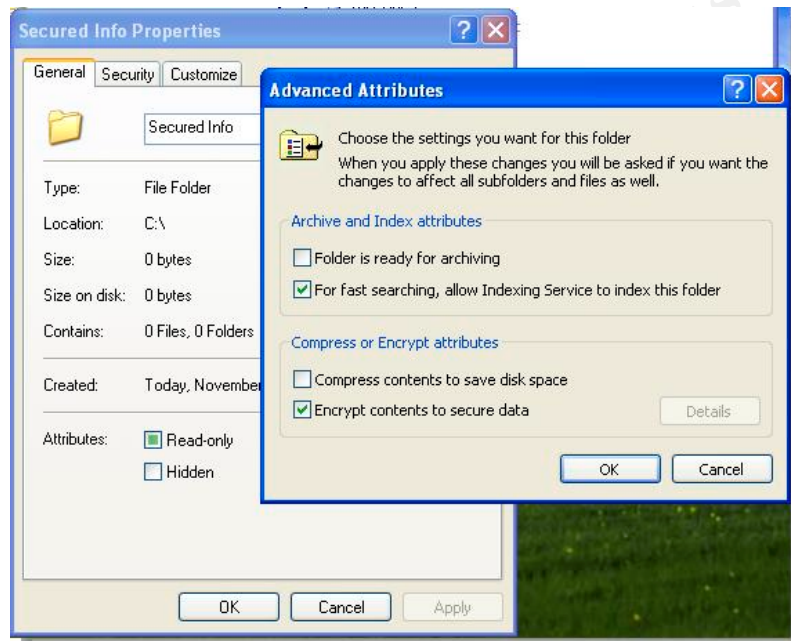 Secured Info Properties
General Security Customize
Secured Info
Type: File Folder
Location: C:\
Size: 0 bytes
Size on disk: 0 bytes
Contains: 0 Files, 0 Folders
Created: Today, November
Attributes: Read-only
Hidden
OK Cancel Apply
Advanced Attributes
Choose the settings you want for this folder
When you apply these changes you will be asked if you want the
changes to affect all subfolders and files as well.
Archive and Index attributes
Folder is ready for archiving
For fast searching, allow Indexing Service to index this folder
Compress or Encrypt attributes
Compress contents to save disk space
Encrypt contents to secure data
Details
OK Cancel